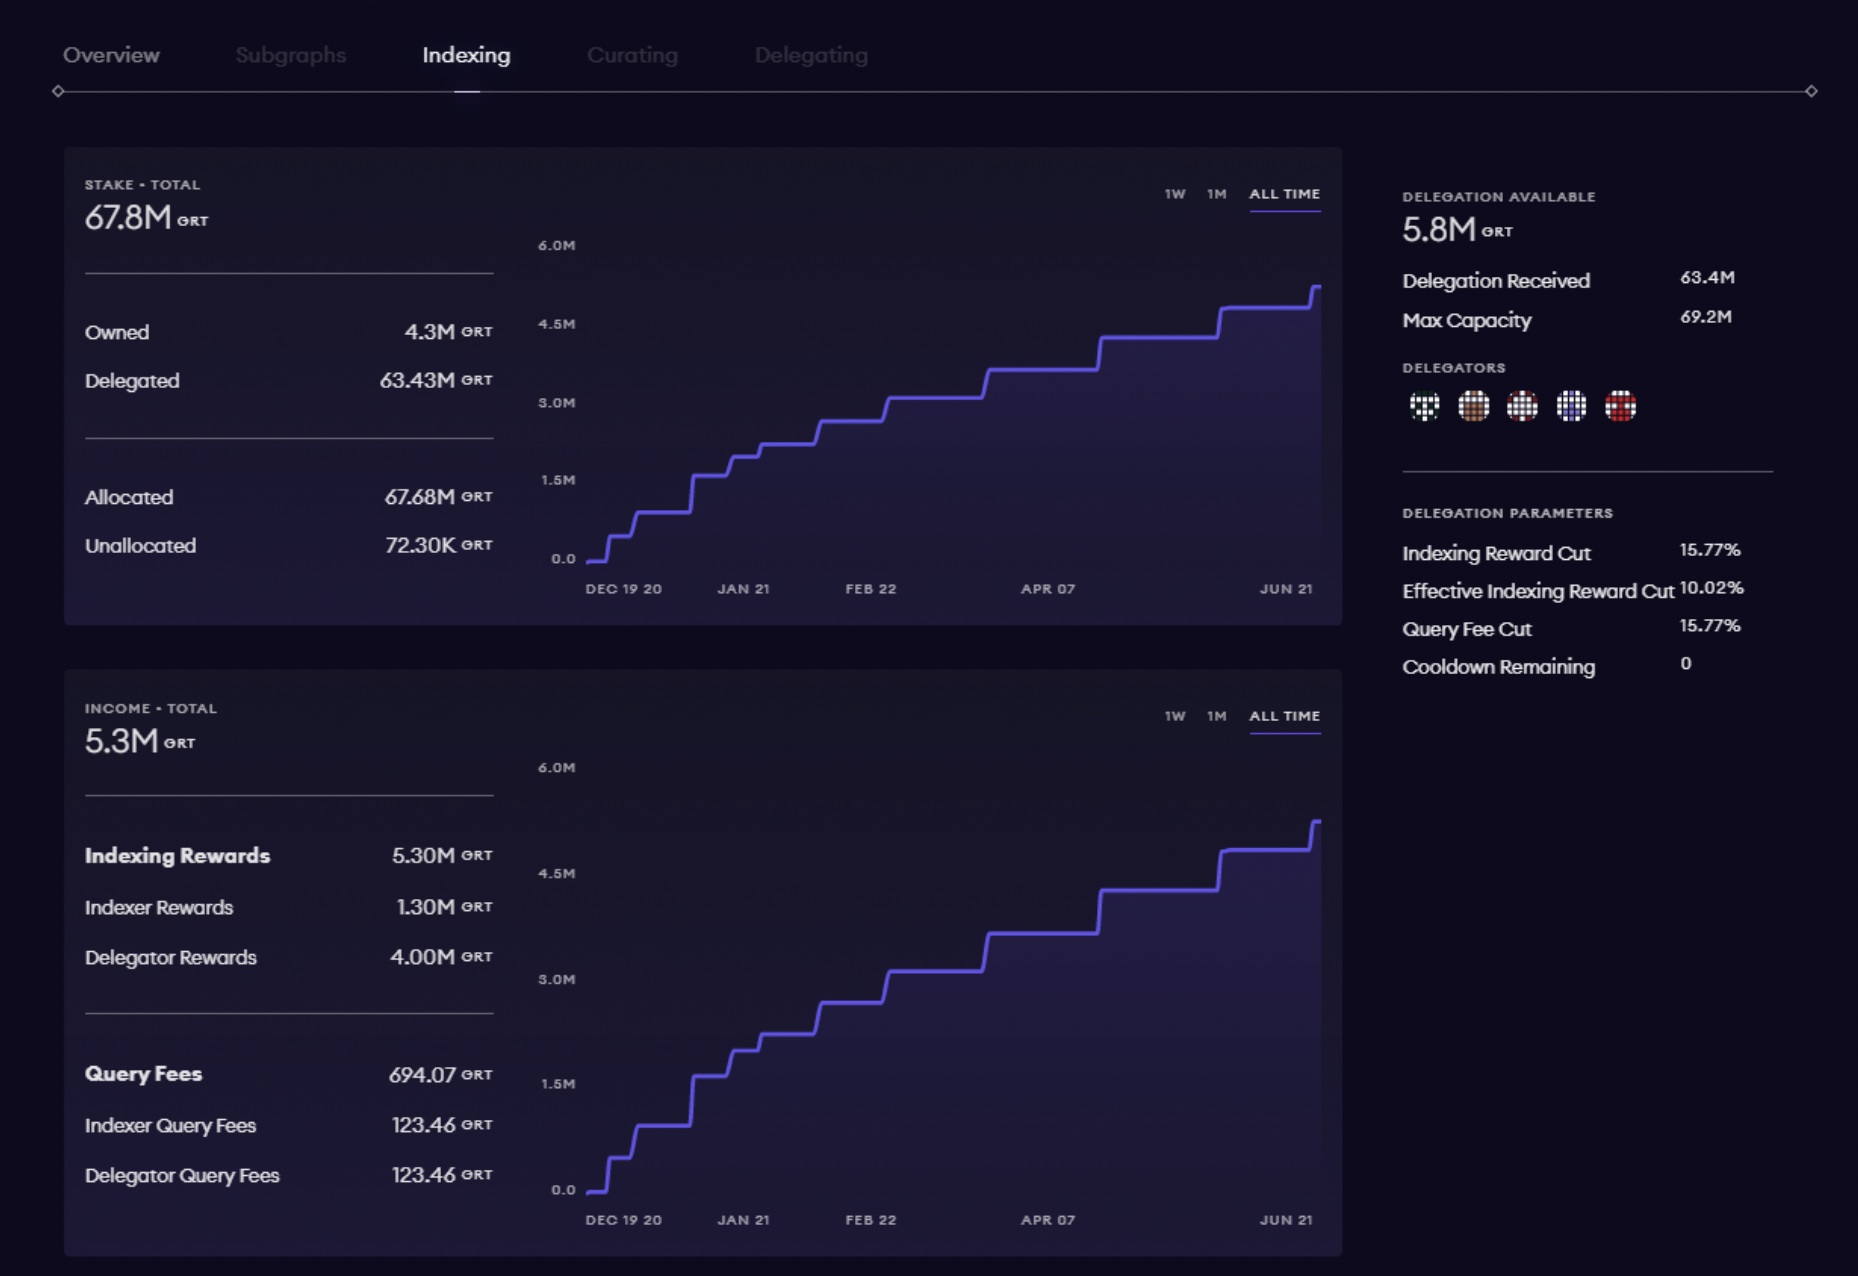 Overview Subgraphs Indexing Curating Delegating
STAKE • TOTAL
67.8M GRT
Owned 4.3M GRT
Delegated 63.43M GRT
Allocated 67.68M GRT
Unallocated 72.30K GRT
1W 1M ALL TIME
6.0M
4.5M
3.0M
1.5M
0.0
DEC 19 20 JAN 21 FEB 22 APR 07 JUN 21
DELEGATION AVAILABLE
5.8M GRT
Delegation Received 63.4M
Max Capacity 69.2M
DELEGATORS
DELEGATION PARAMETERS
Indexing Reward Cut 15.77%
Effective Indexing Reward Cut 10.02%
Query Fee Cut 15.77%
Cooldown Remaining 0
INCOME • TOTAL
5.3M GRT
Indexing Rewards 5.30M GRT
Indexer Rewards 1.30M GRT
Delegator Rewards 4.00M GRT
Query Fees 694.07 GRT
Indexer Query Fees 123.46 GRT
Delegator Query Fees 123.46 GRT
1W 1M ALL TIME
6.0M
4.5M
3.0M
1.5M
0.0
DEC 19 20 JAN 21 FEB 22 APR 07 JUN 21